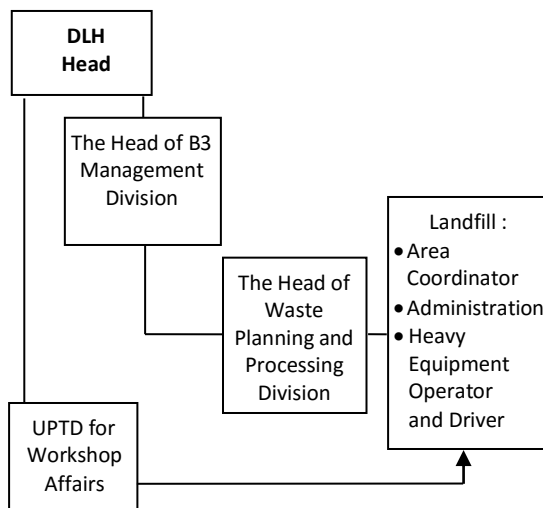 DLH
Head
The Head of B3
Management
Division
Landfill :
• Area
Coordinator
• Administration
• Heavy
Equipment
Operator
and Driver
The Head of
Waste
Planning and
Processing
Division
UPTD for
Workshop
Affairs